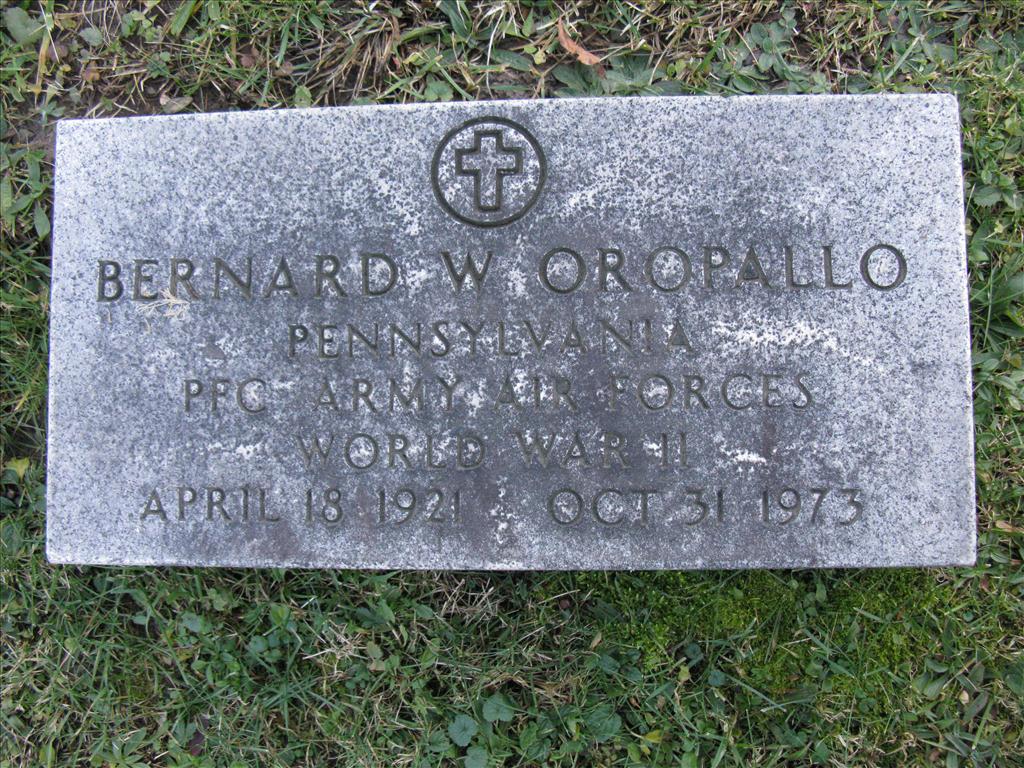 BERNARD W OROPALLO
PENNSYLVANIA
PFC ARMY AIR FORCES
WORLD WAR II
APRIL 18 1921 OCT 31 1973